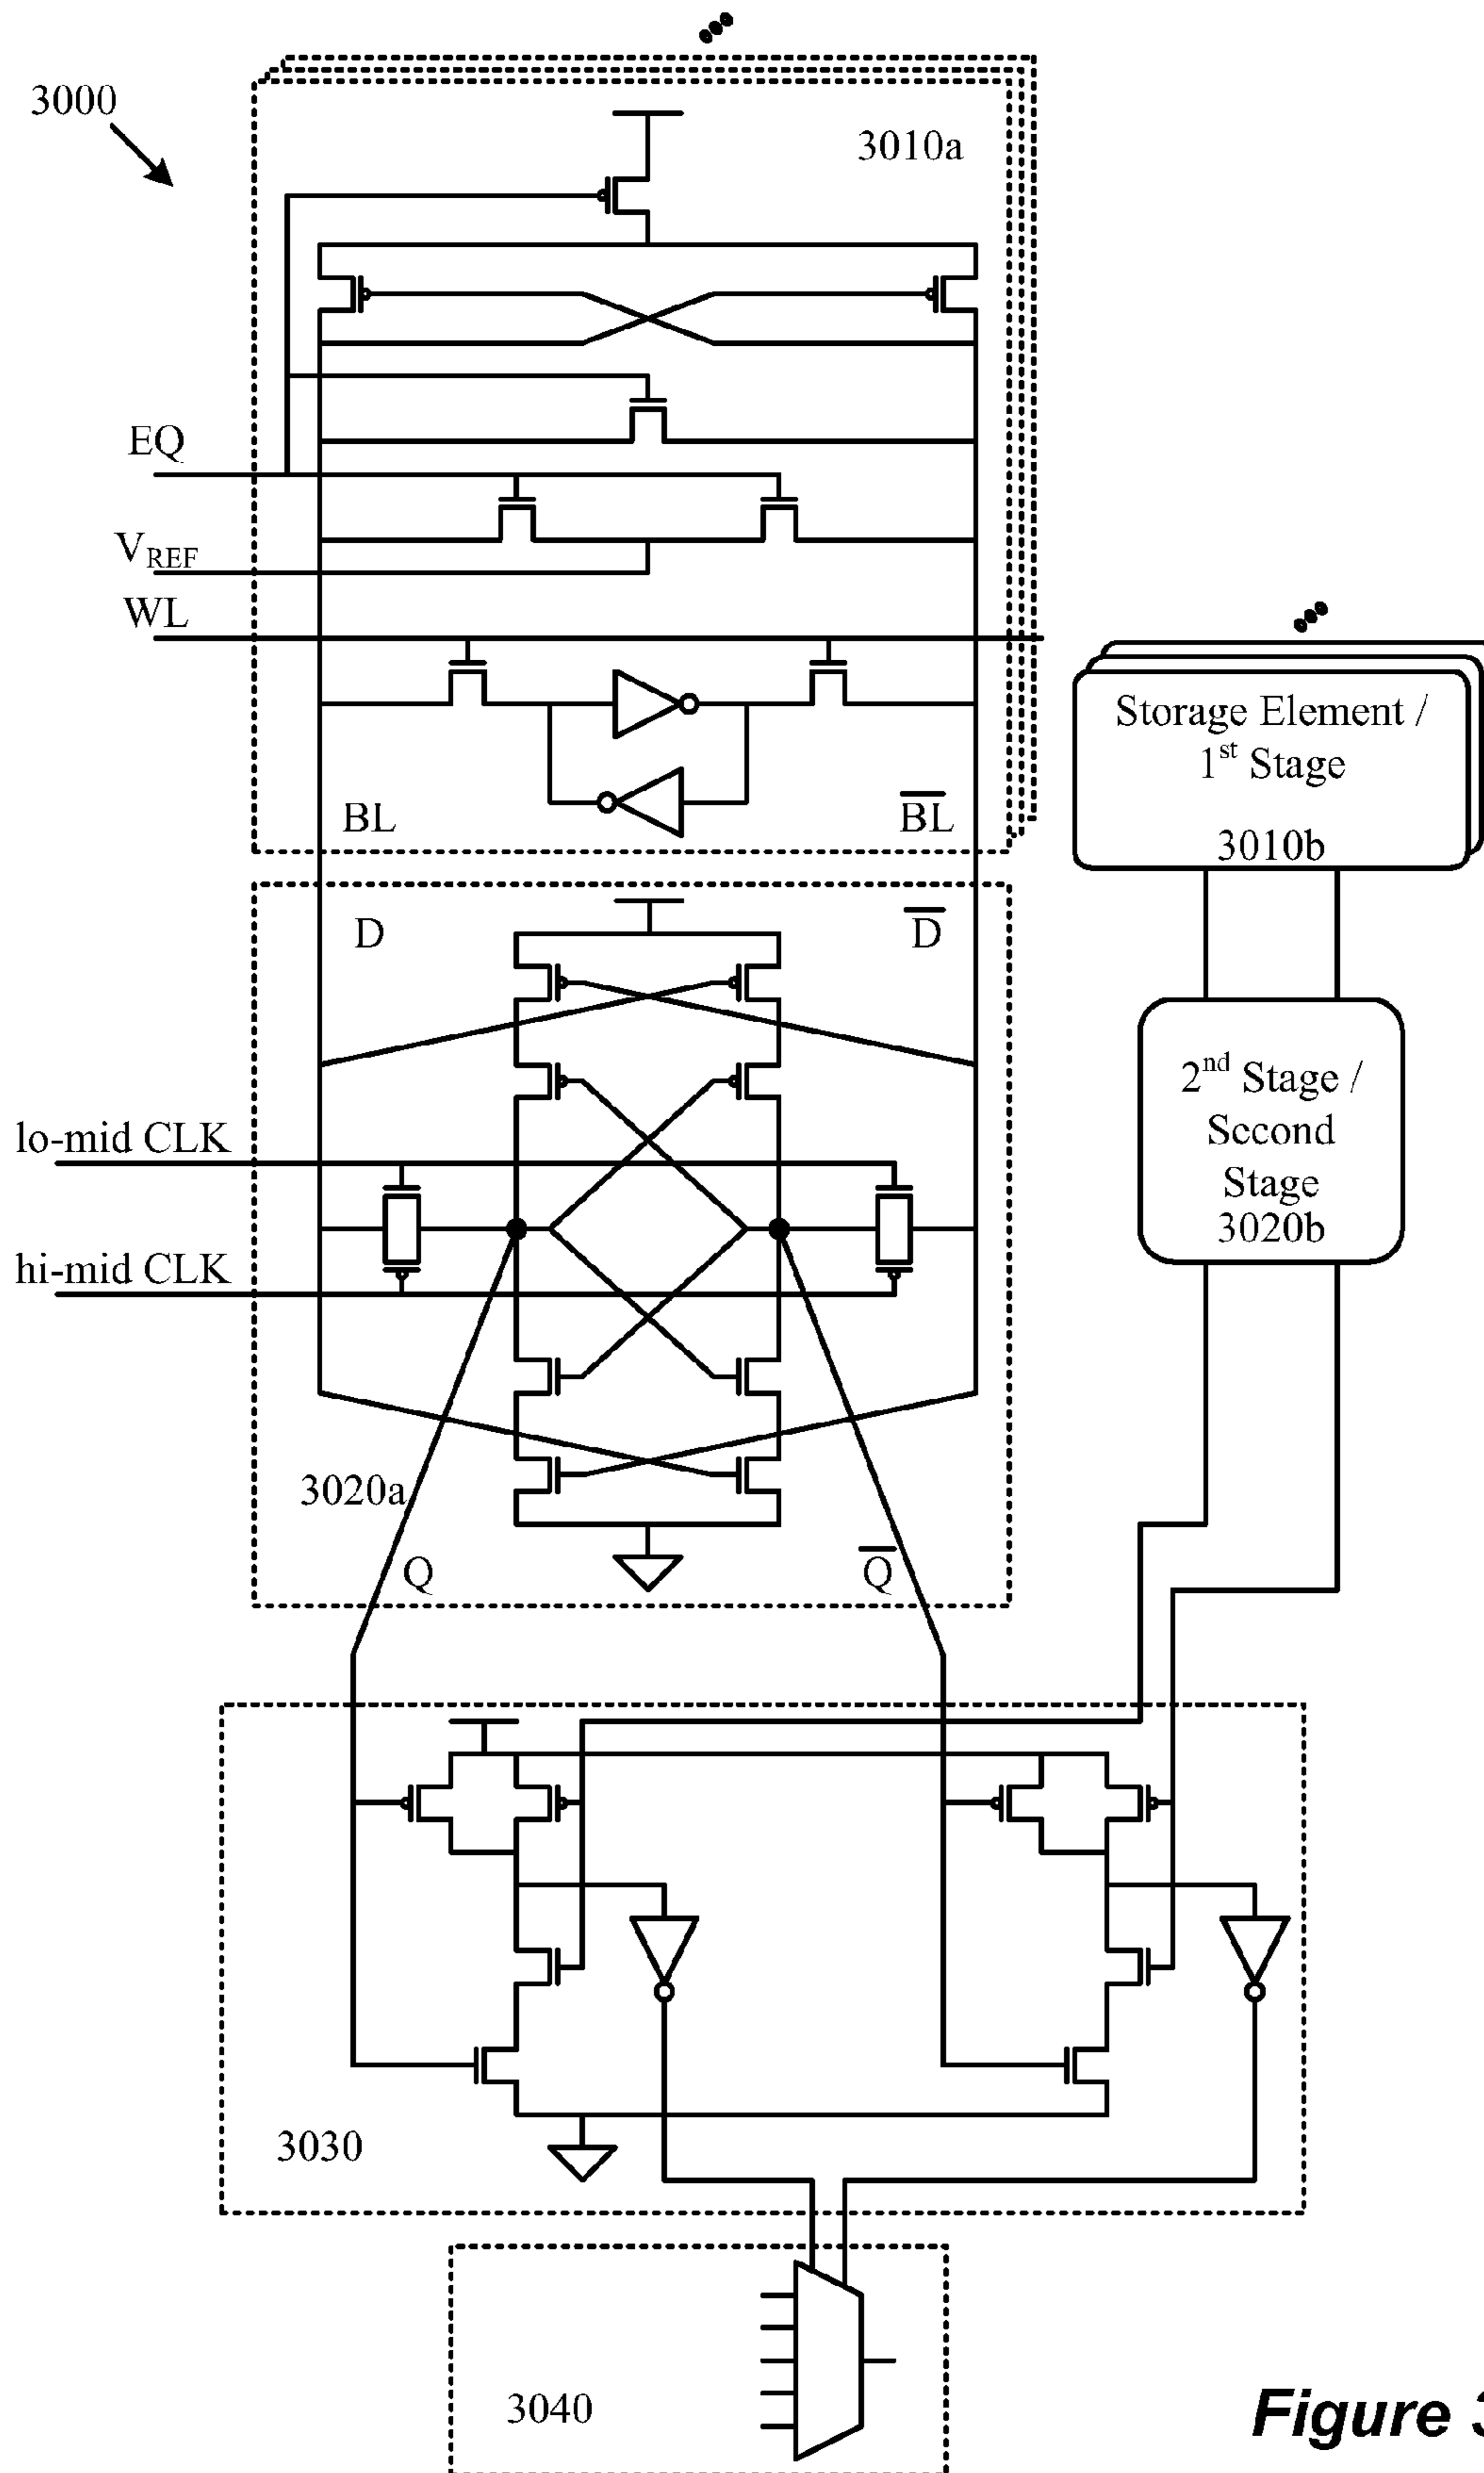 3000
3010a
EQ
VREF
WL
BL
B̅L̅
Storage Element /
1st Stage
3010b
D
D̅
2nd Stage /
Second
Stage
3020b
lo-mid CLK
hi-mid CLK
3020a
Q
Q̅
3030
3040
Figure 3